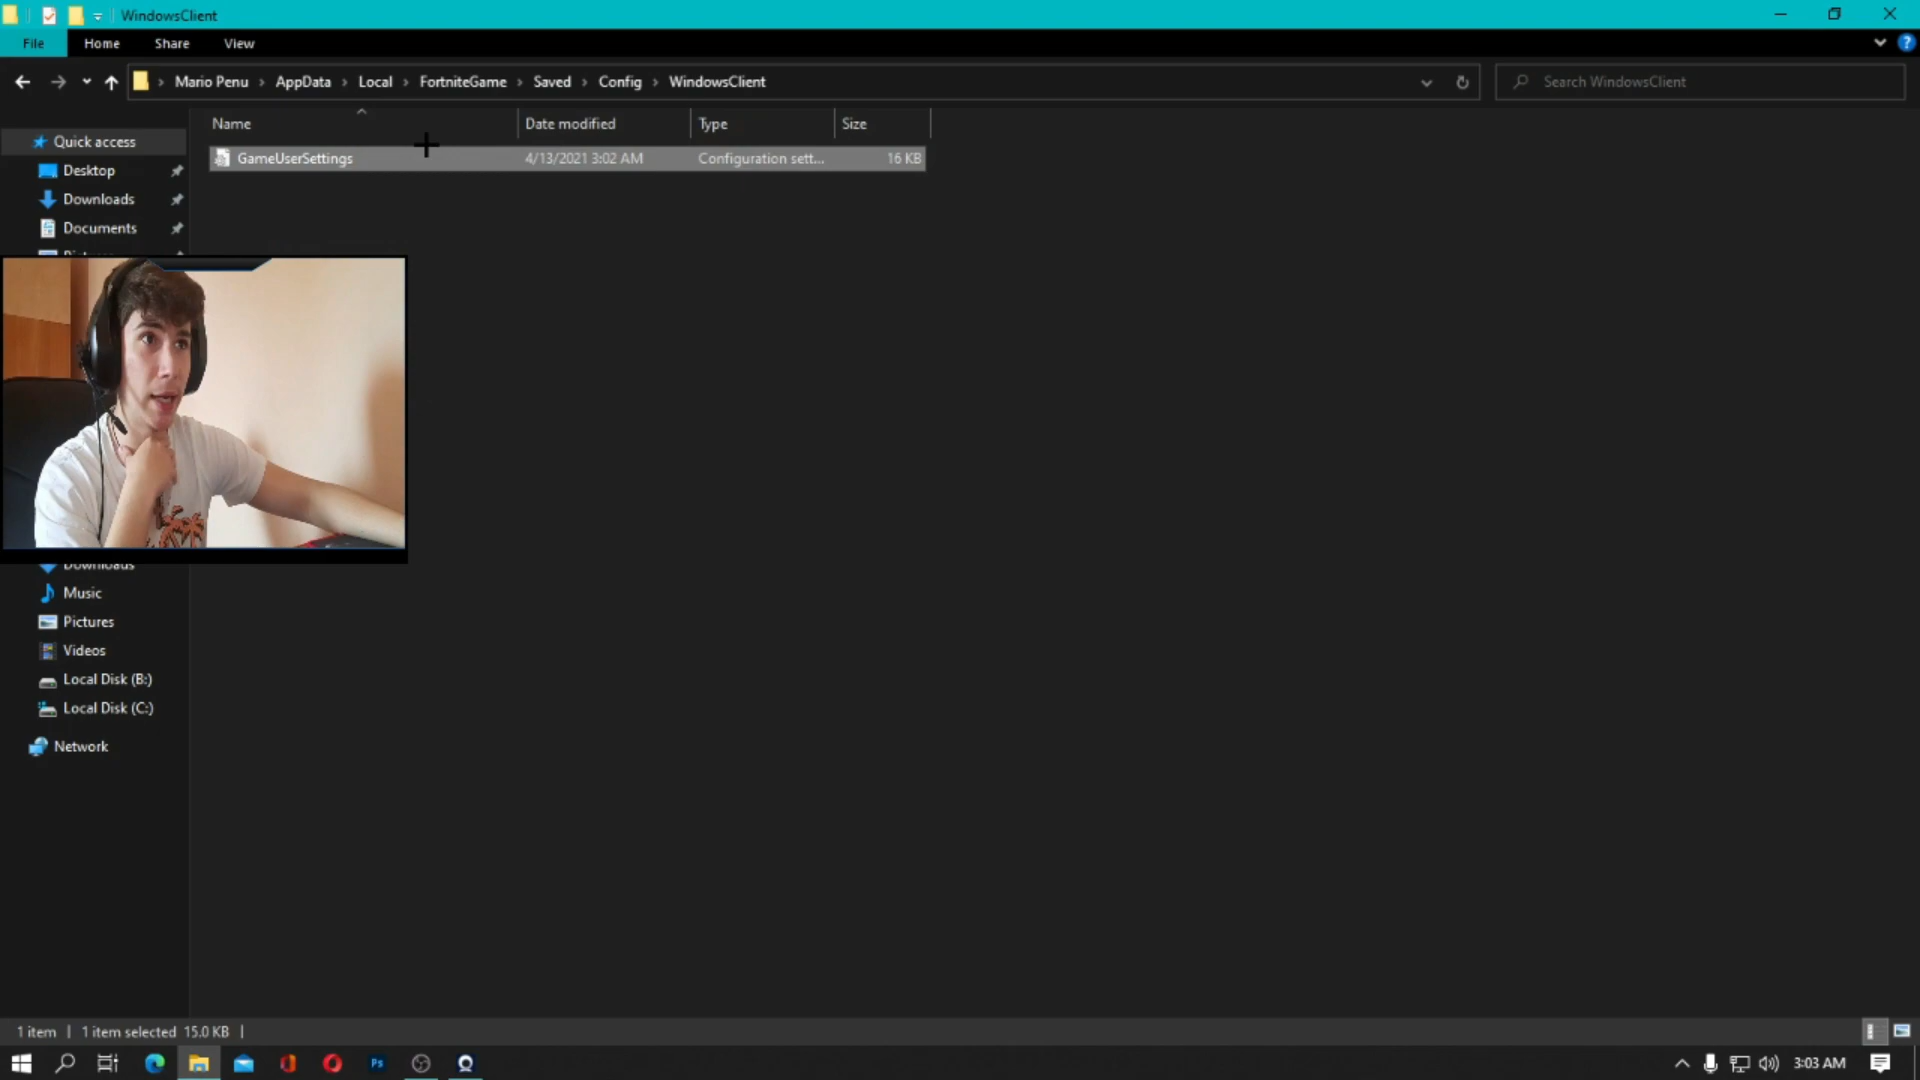 WindowsClient
File Home Share View
Mario Penu > AppData > Local > FortniteGame > Saved > Config > WindowsClient
Search WindowsClient
Name Date modified Type Size
GameUserSettings 4/13/2021 3:02 AM Configuration sett... 16 KB
Quick access
Desktop
Downloads
Documents
Downloads
Music
Pictures
Videos
Local Disk (B:)
Local Disk (C:)
Network
1 item | 1 item selected 15.0 KB |
Ps
3:03 AM